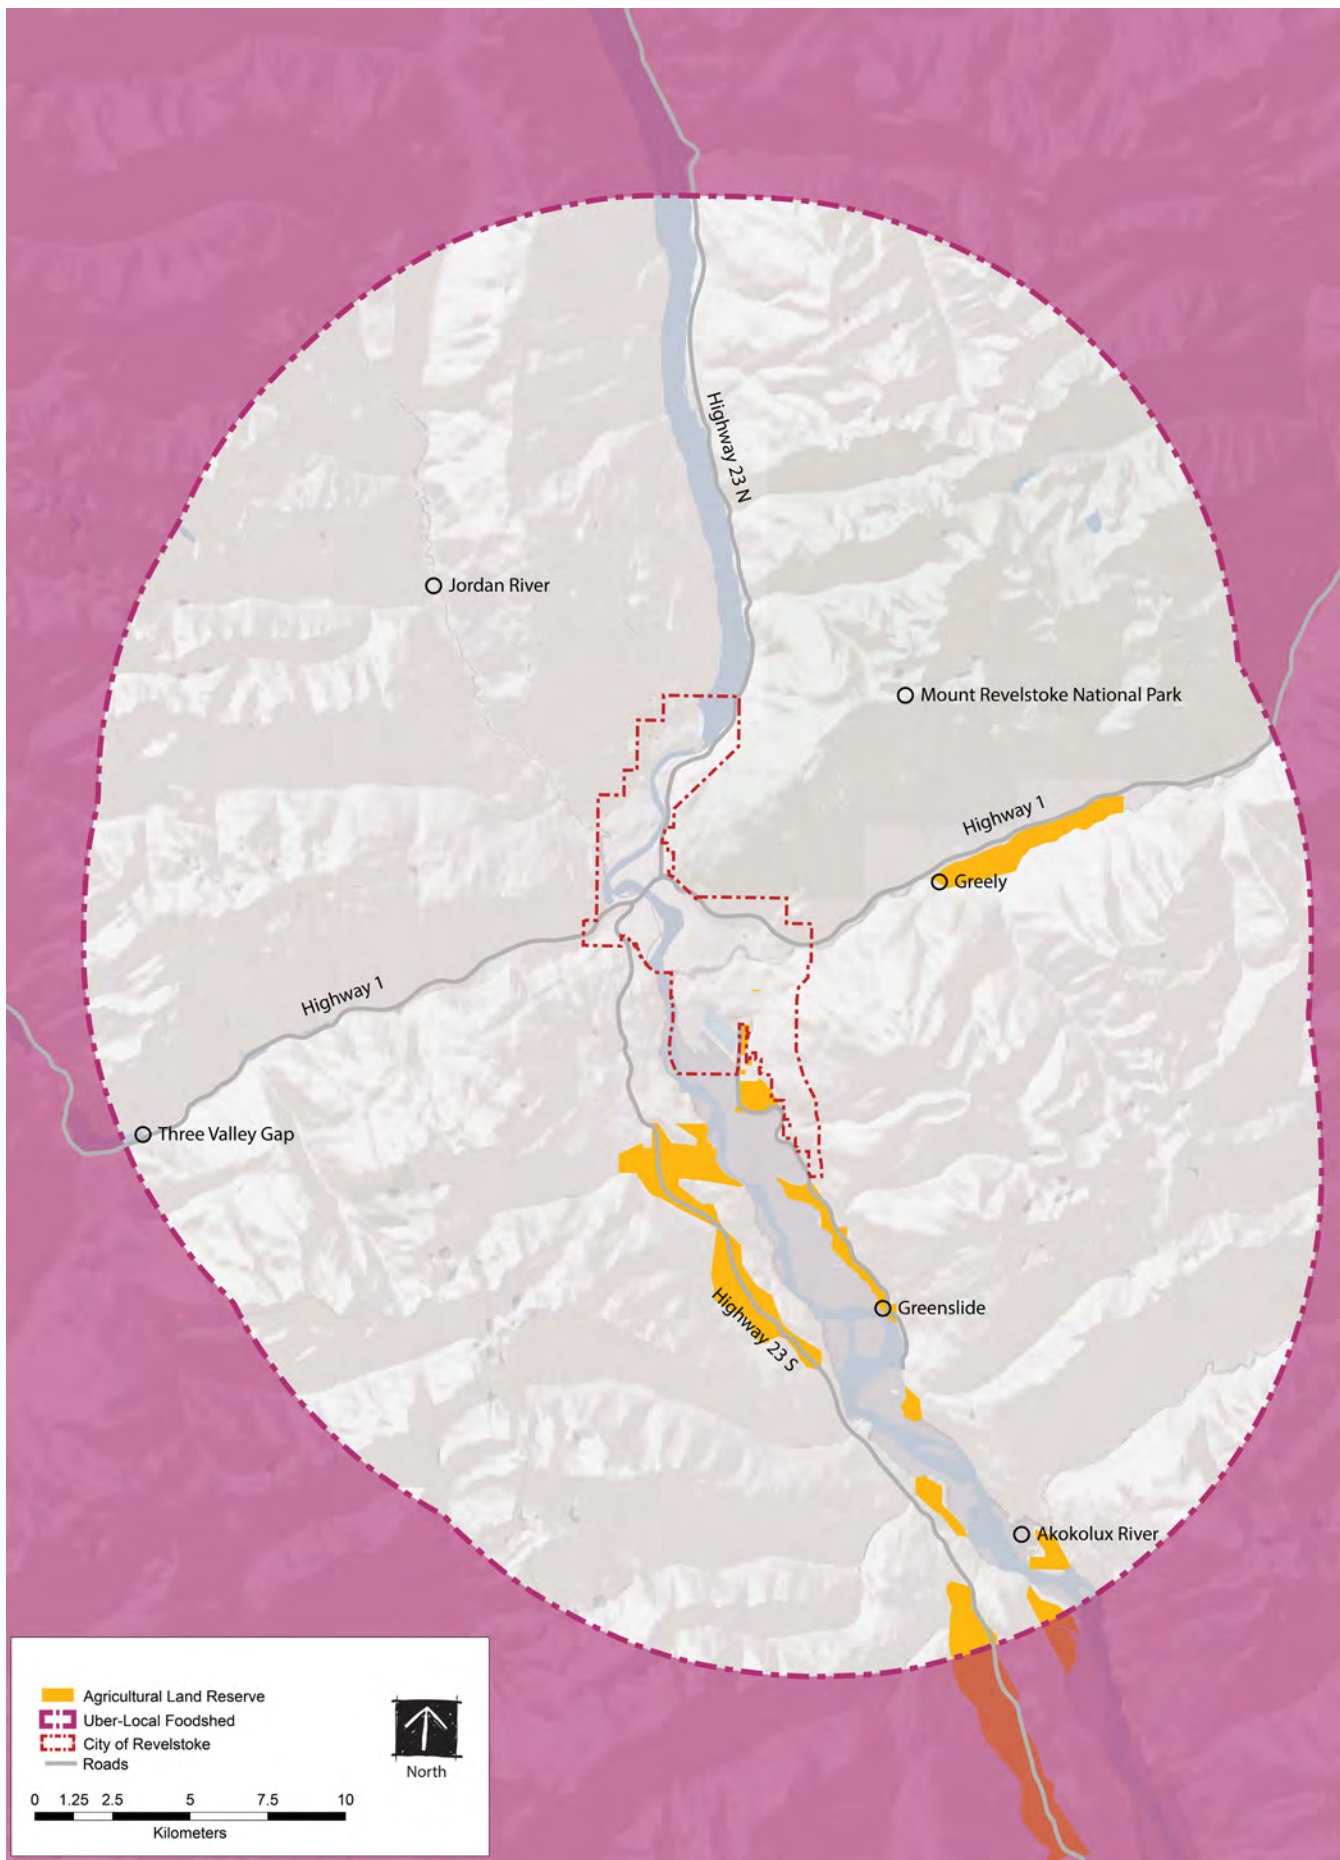 Highway 23 N
Jordan River
Mount Revelstoke National Park
Highway 1
Greely
Highway 1
Three Valley Gap
Greenslide
Highway 23 S
Akokolux River
Agricultural Land Reserve
Uber-Local Foodshed
City of Revelstoke
Roads
North
0 1.25 2.5 5 7.5 10
Kilometers